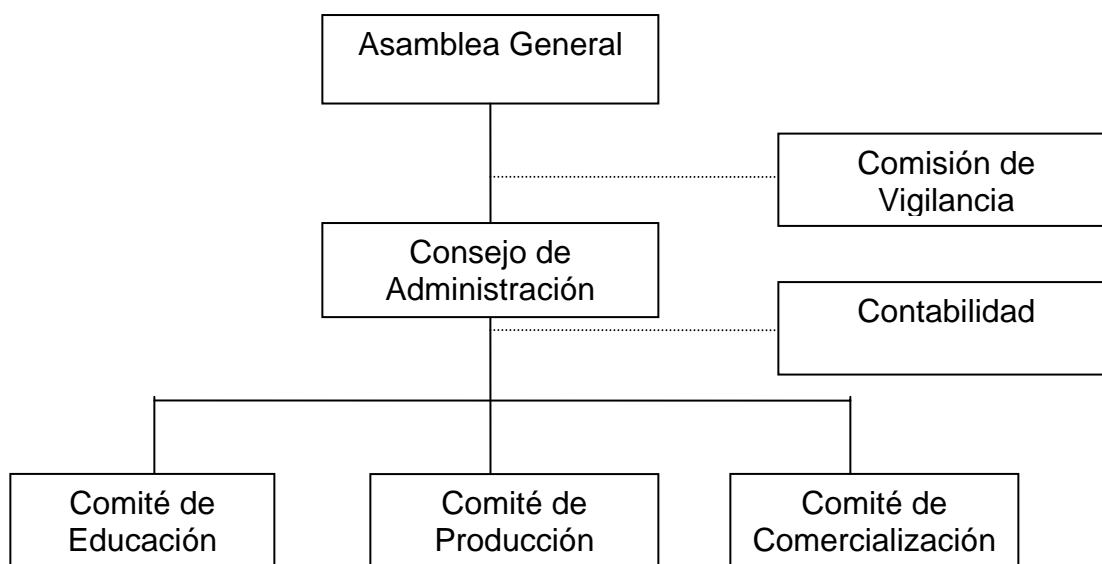 Asamblea General
Comisión de
Vigilancia
Consejo de
Administración
Contabilidad
Comité de
Educación
Comité de
Producción
Comité de
Comercialización